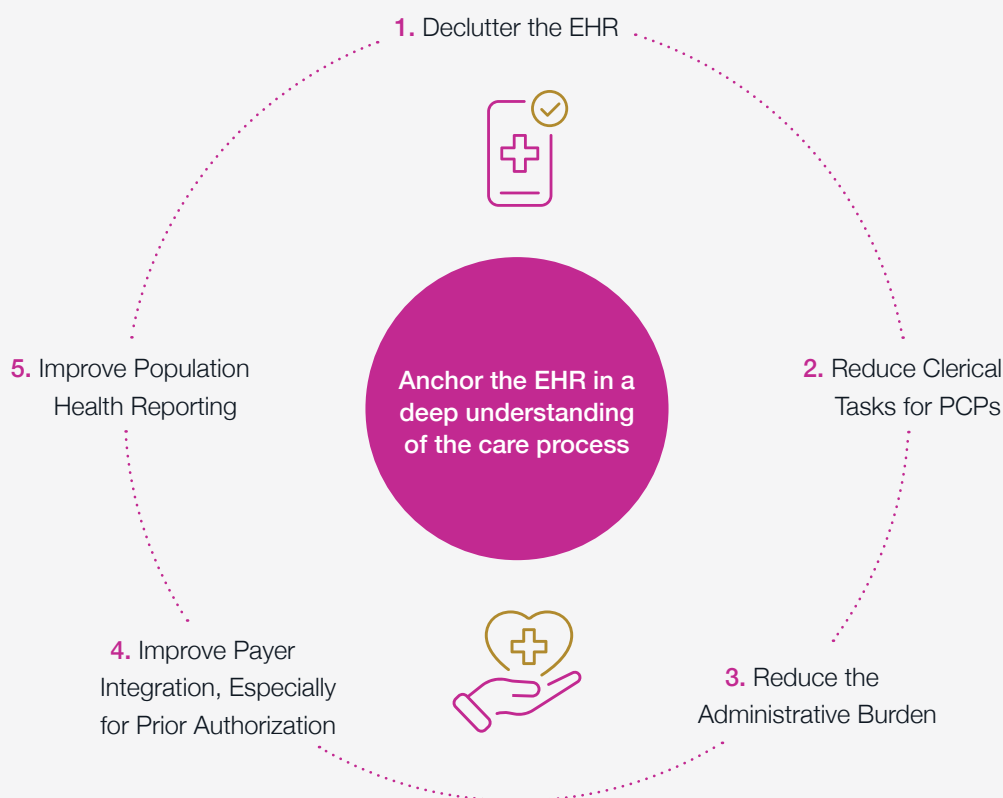 1. Declutter the EHR
Anchor the EHR in a
deep understanding
of the care process
2. Reduce Clerical
Tasks for PCPs
3. Reduce the
Administrative Burden
4. Improve Payer
Integration, Especially
for Prior Authorization
5. Improve Population
Health Reporting